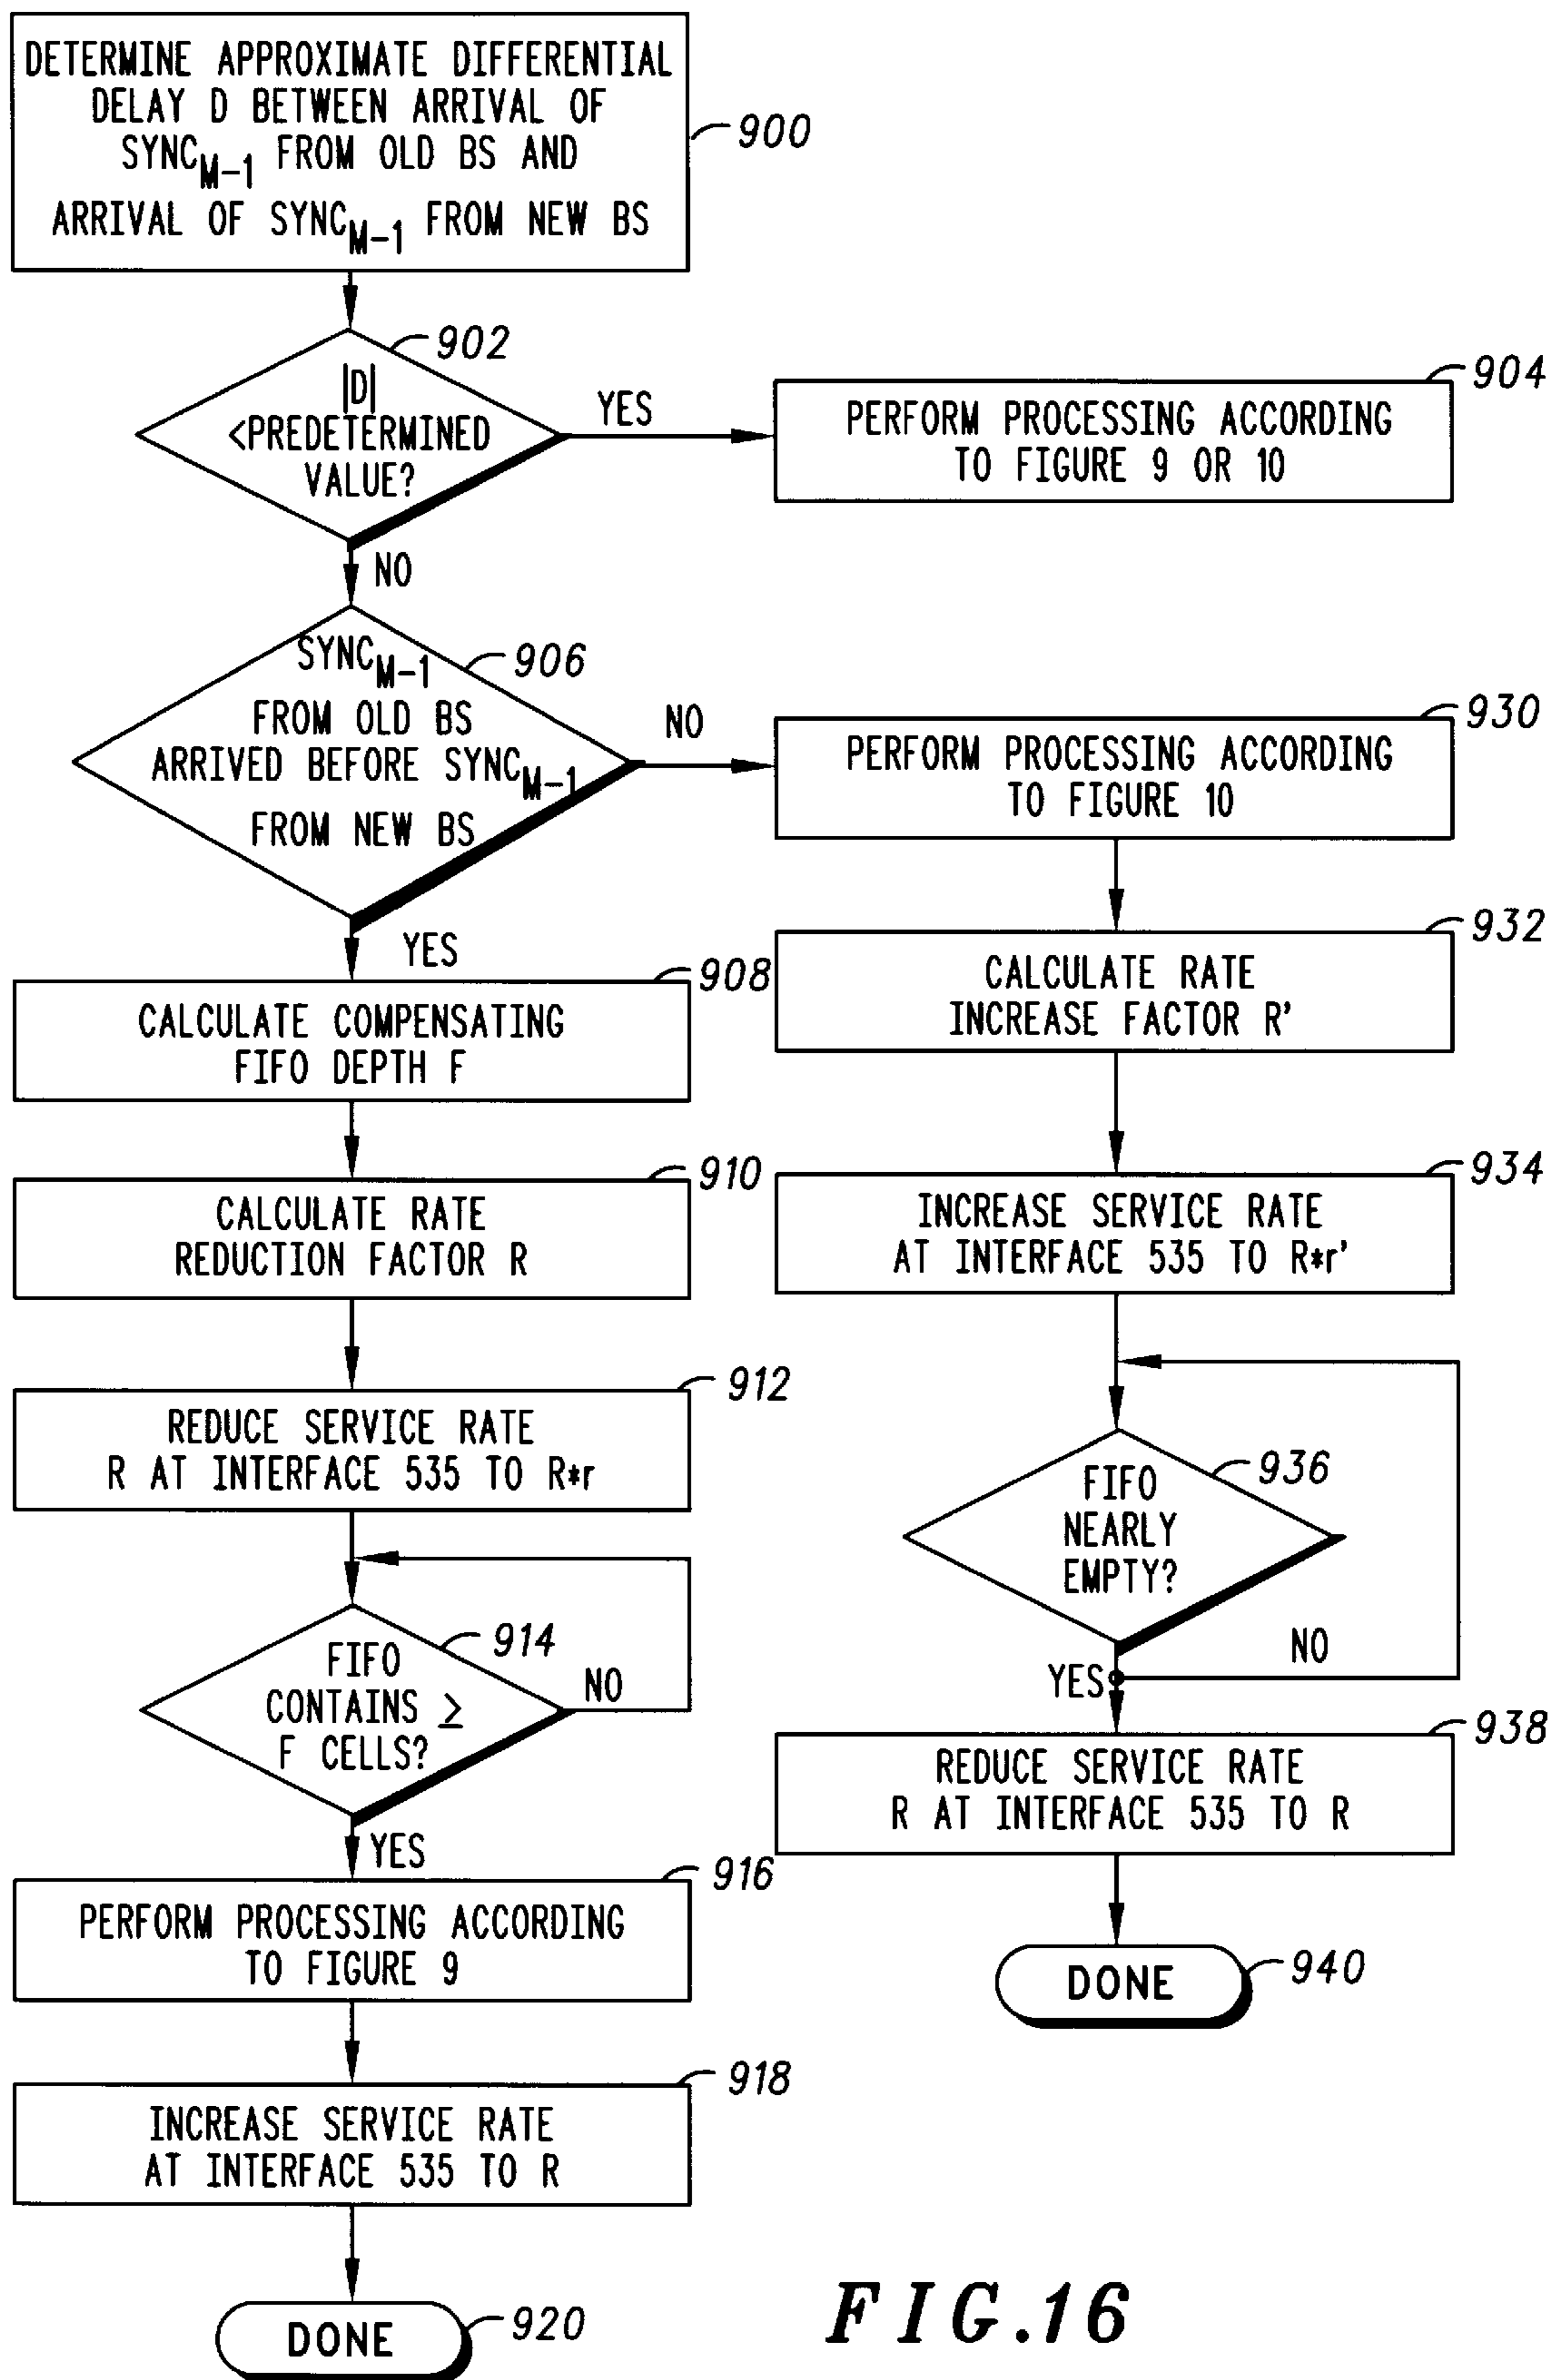 DETERMINE APPROXIMATE DIFFERENTIAL
DELAY D BETWEEN ARRIVAL OF
SYNC_M-1 FROM OLD BS AND
ARRIVAL OF SYNC_M-1 FROM NEW BS
900
902
|D|
<PREDETERMINED
VALUE?
YES
904
PERFORM PROCESSING ACCORDING
TO FIGURE 9 OR 10
NO
906
SYNC_M-1
FROM OLD BS
ARRIVED BEFORE SYNC_M-1
FROM NEW BS
NO
930
PERFORM PROCESSING ACCORDING
TO FIGURE 10
YES
908
CALCULATE COMPENSATING
FIFO DEPTH F
932
CALCULATE RATE
INCREASE FACTOR R'
910
CALCULATE RATE
REDUCTION FACTOR R
934
INCREASE SERVICE RATE
AT INTERFACE 535 TO R*r'
912
REDUCE SERVICE RATE
R AT INTERFACE 535 TO R*r
936
FIFO
NEARLY
EMPTY?
NO
YES
914
FIFO
CONTAINS ≥
F CELLS?
NO
YES
938
REDUCE SERVICE RATE
R AT INTERFACE 535 TO R
916
PERFORM PROCESSING ACCORDING
TO FIGURE 9
DONE
940
918
INCREASE SERVICE RATE
AT INTERFACE 535 TO R
DONE
920
FIG.16